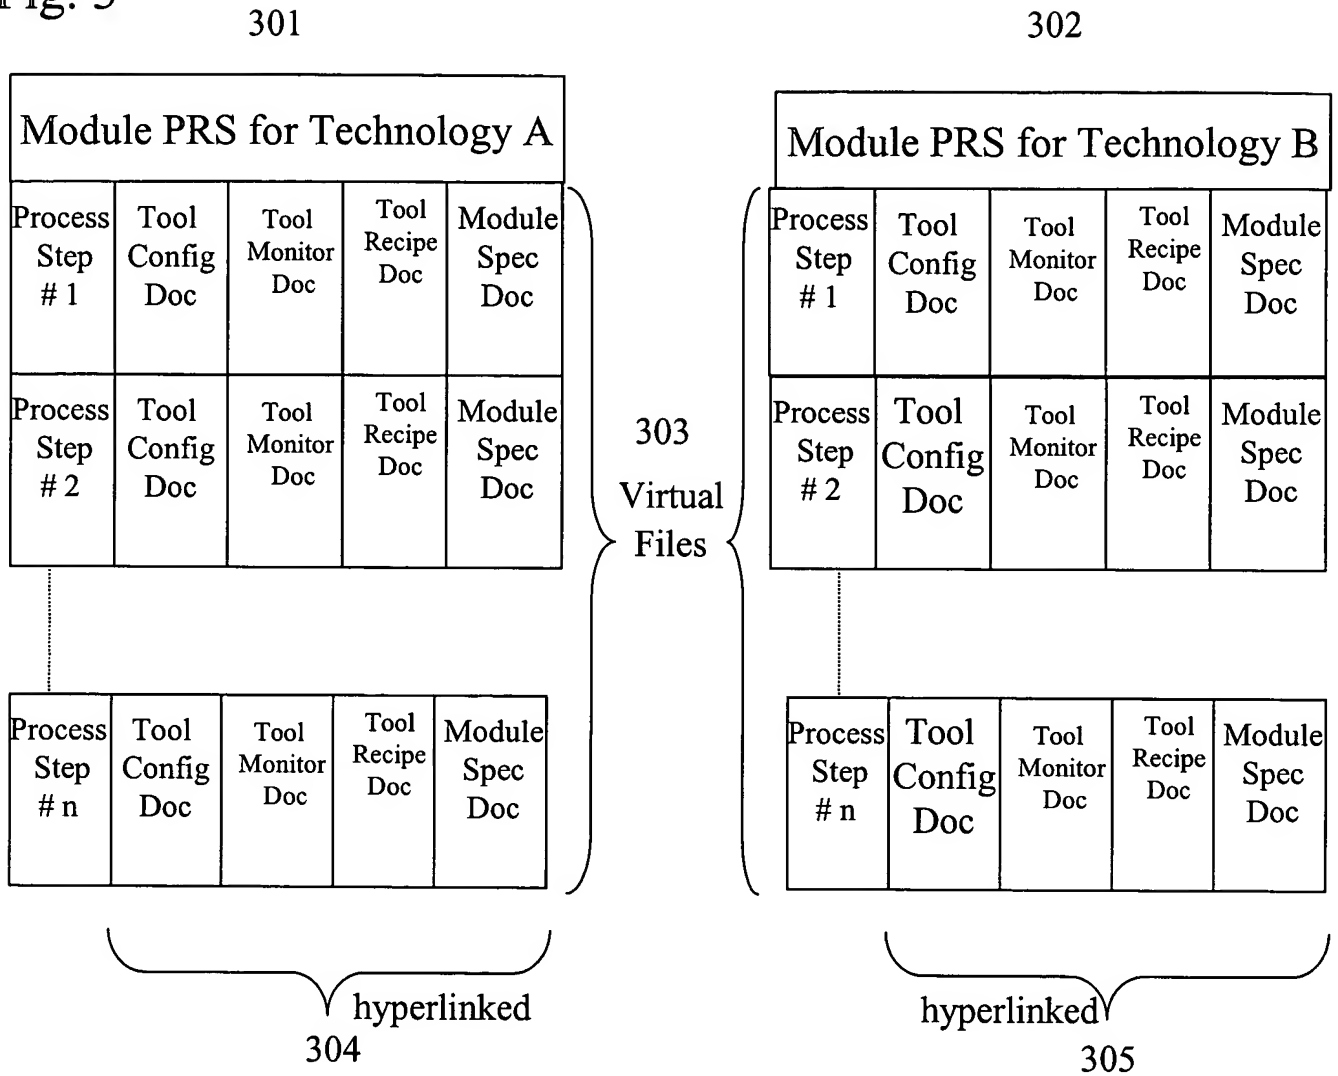 Fig. 3
301
302
Module PRS for Technology A
Process
Step
# 1
Tool
Config
Doc
Tool
Monitor
Doc
Tool
Recipe
Doc
Module
Spec
Doc
Process
Step
# 2
Tool
Config
Doc
Tool
Monitor
Doc
Tool
Recipe
Doc
Module
Spec
Doc
Process
Step
# n
Tool
Config
Doc
Tool
Monitor
Doc
Tool
Recipe
Doc
Module
Spec
Doc
hyperlinked
304
303
Virtual
Files
Module PRS for Technology B
Process
Step
# 1
Tool
Config
Doc
Tool
Monitor
Doc
Tool
Recipe
Doc
Module
Spec
Doc
Process
Step
# 2
Tool
Config
Doc
Tool
Monitor
Doc
Tool
Recipe
Doc
Module
Spec
Doc
Process
Step
# n
Tool
Config
Doc
Tool
Monitor
Doc
Tool
Recipe
Doc
Module
Spec
Doc
hyperlinked
305